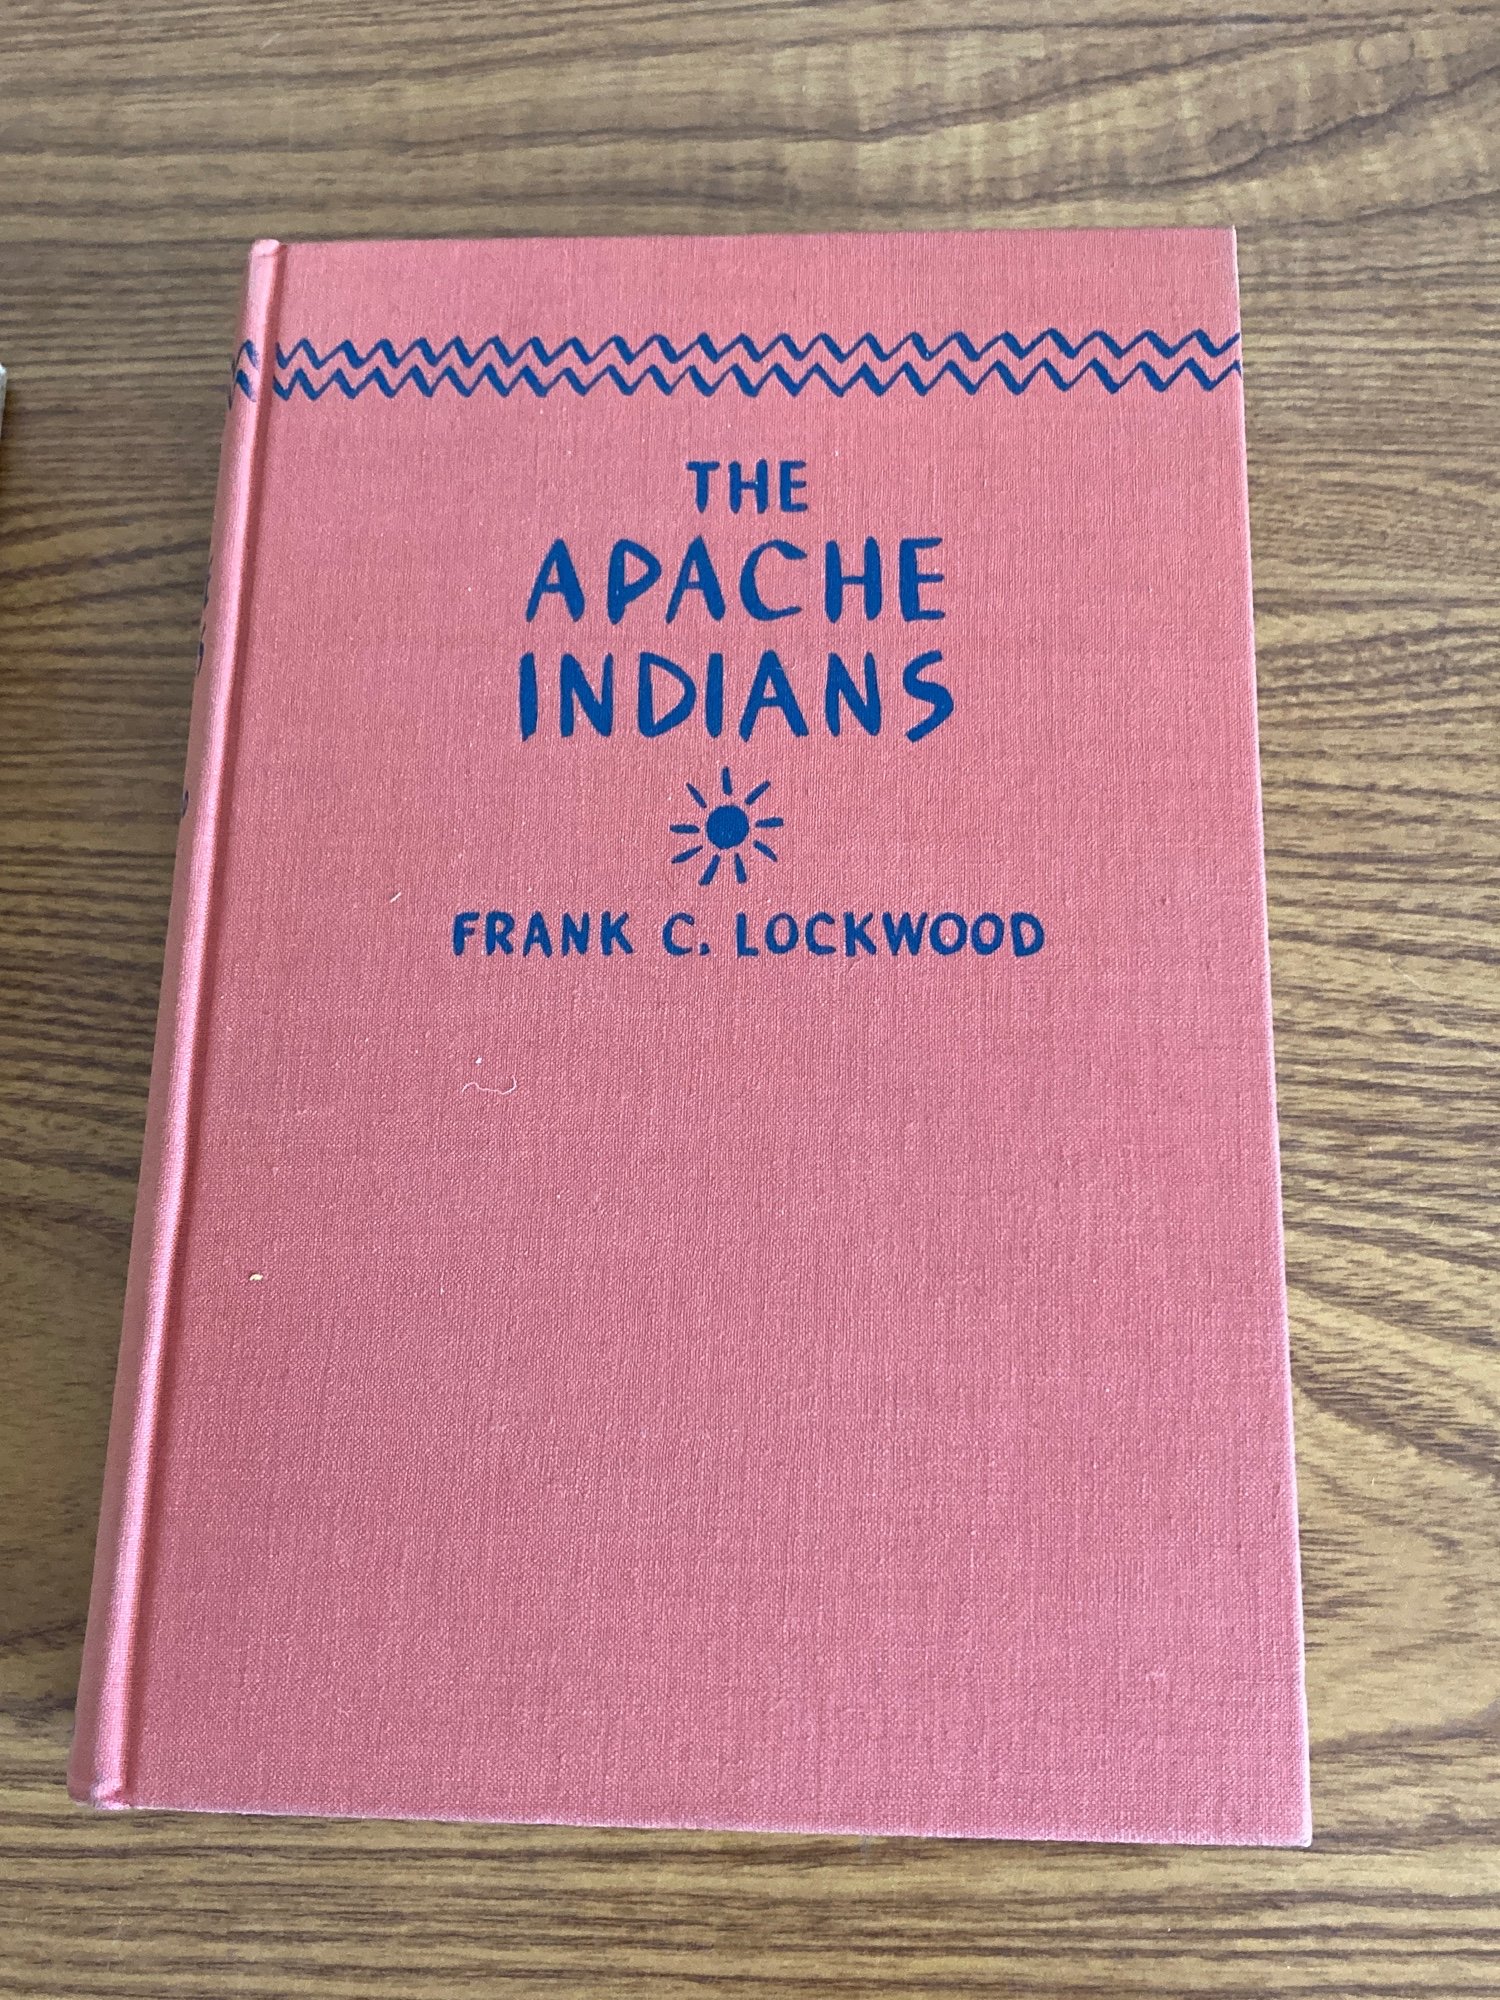 THE
APACHE
INDIANS
FRANK C. LOCKWOOD